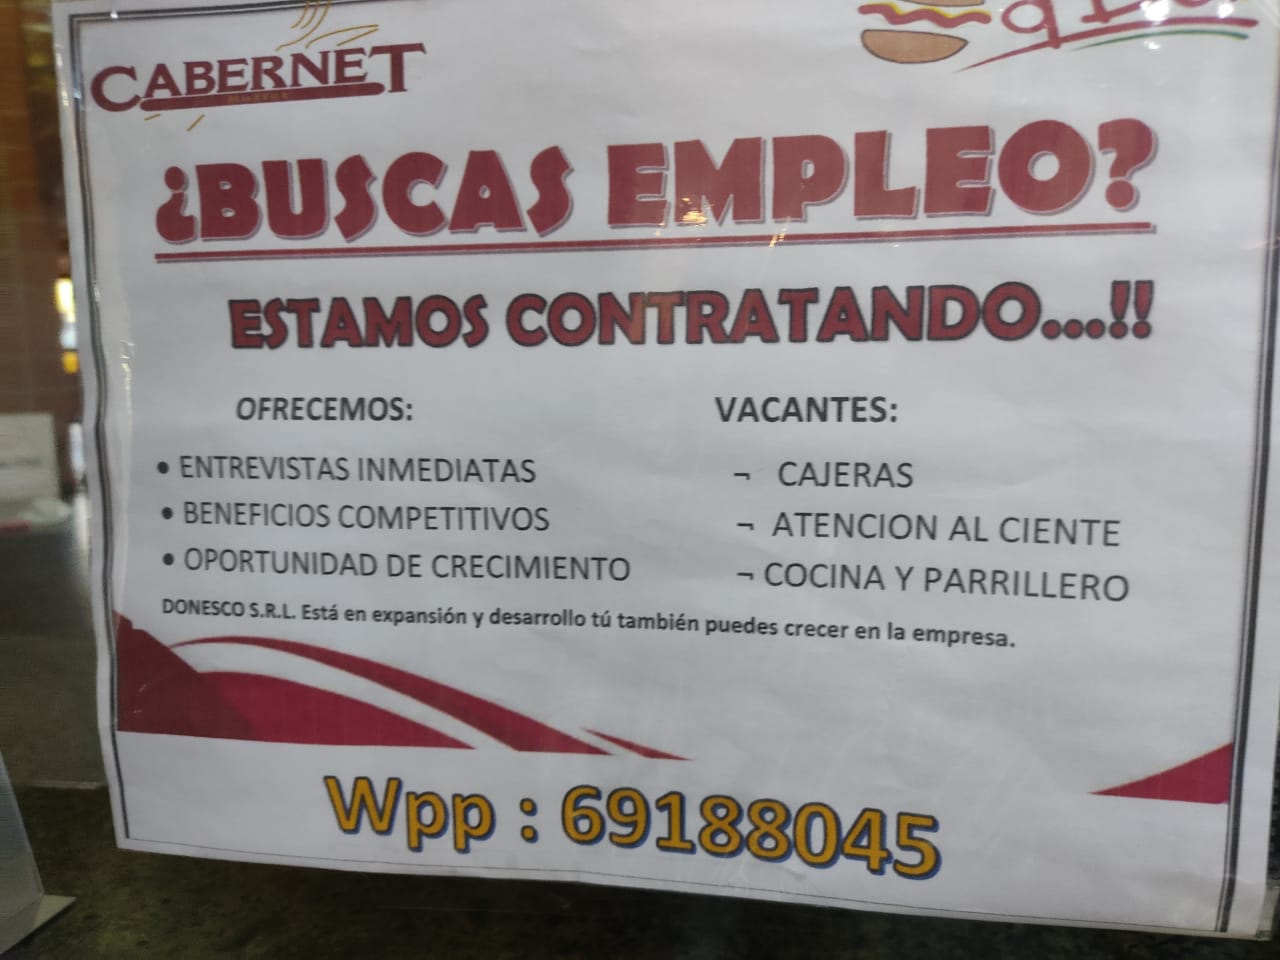 CABERNET
¿BUSCAS EMPLEO?
ESTAMOS CONTRATANDO...!!
OFRECEMOS:
• ENTREVISTAS INMEDIATAS
• BENEFICIOS COMPETITIVOS
• OPORTUNIDAD DE CRECIMIENTO
VACANTES:
¬ CAJERAS
¬ ATENCION AL CIENTE
¬ COCINA Y PARRILLERO
DONESCO S.R.L. Está en expansión y desarrollo tú también puedes crecer en la empresa.
Wpp : 69188045